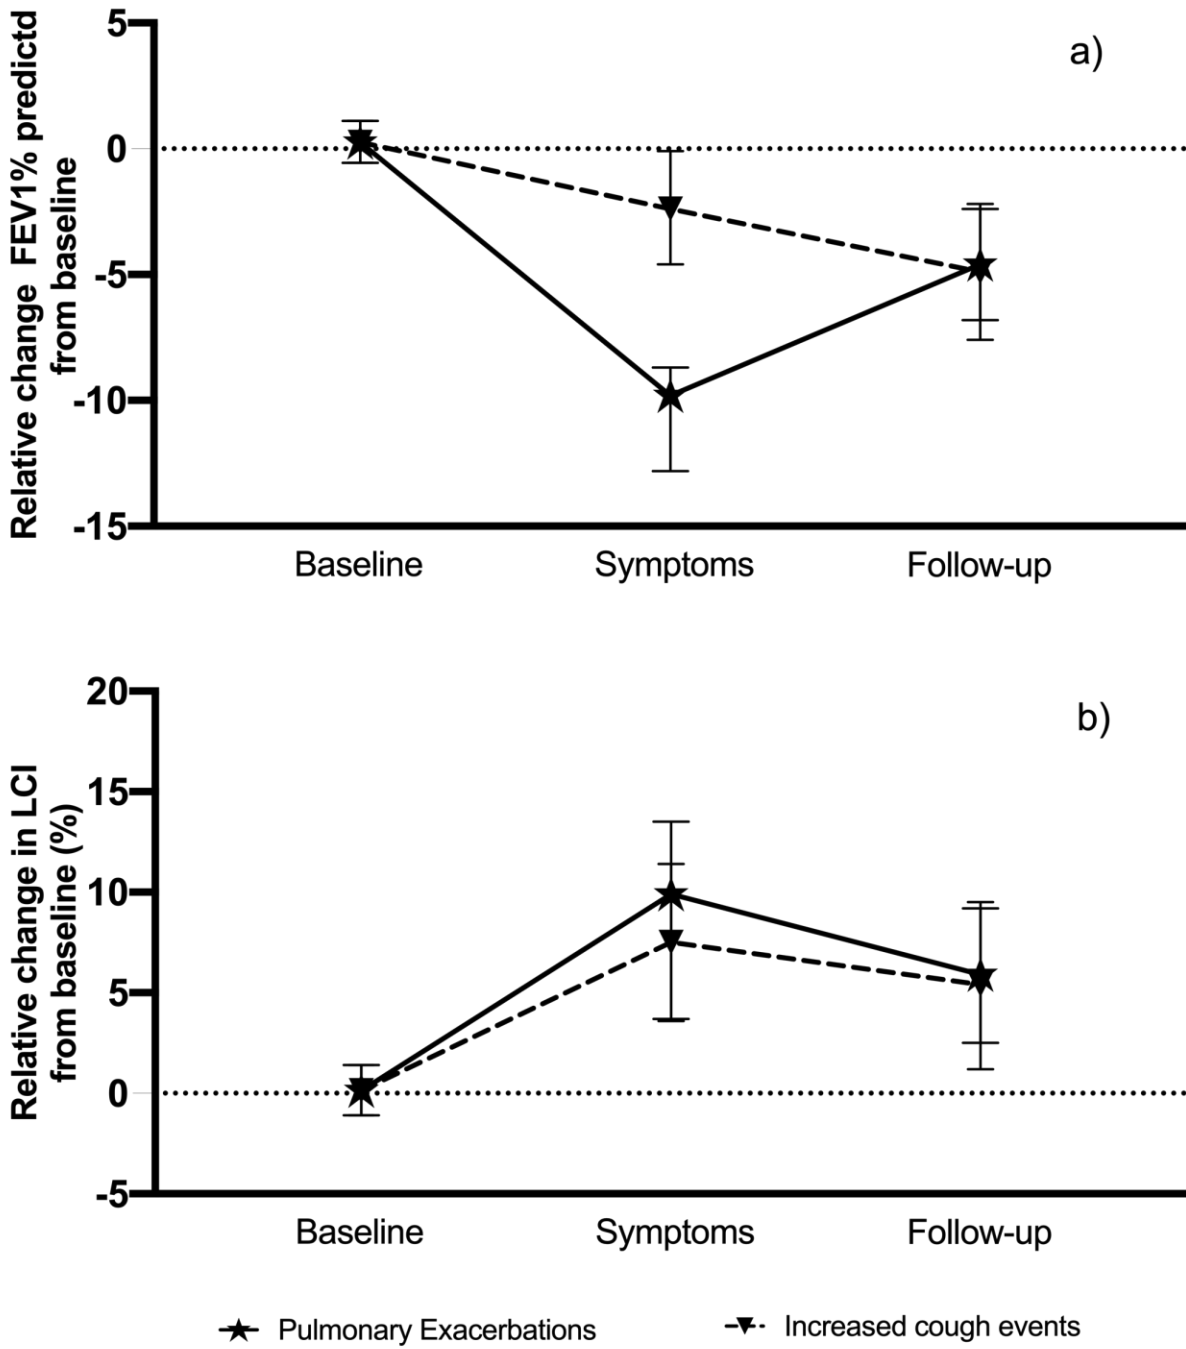 a)
Relative change  FEV1% predictd
from baseline
5
0
-5
-10
-15
Baseline
Symptoms
Follow-up
b)
Relative change in LCI
from baseline (%)
20
15
10
5
0
-5
Baseline
Symptoms
Follow-up
Pulmonary Exacerbations
Increased cough events